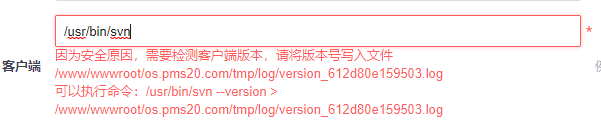 /usr/bin/svn
*
客户端
因为安全原因，需要检测客户端版本，请将版本号写入文件
/www/wwwroot/os.pms20.com/tmp/log/version_612d80e159503.log
可以执行命令：/usr/bin/svn --version >
/www/wwwroot/os.pms20.com/tmp/log/version_612d80e159503.log